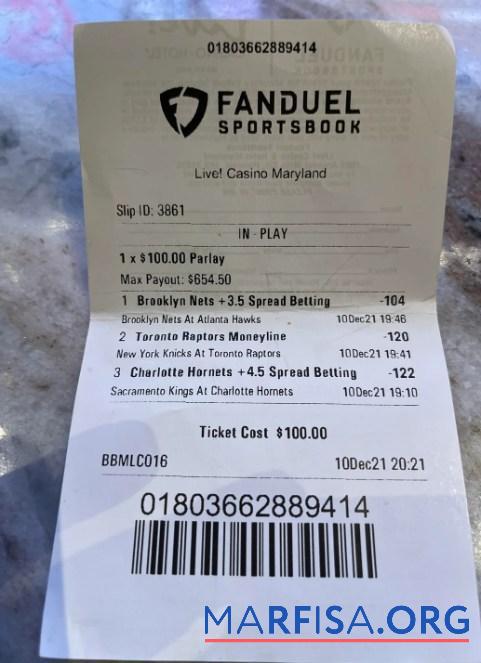 01803662889414
FANDUEL
SPORTSBOOK
Live! Casino Maryland
Slip ID: 3861
IN-PLAY
1 x $100.00 Parlay
Max Payout: $654.50
1 Brooklyn Nets +3.5 Spread Betting -104
Brooklyn Nets At Atlanta Hawks 10Dec21 19:46
2 Toronto Raptors Moneyline -120
New York Knicks At Toronto Raptors 10Dec21 19:41
3 Charlotte Hornets +4.5 Spread Betting -122
Sacramento Kings At Charlotte Hornets 10Dec21 19:10
Ticket Cost $100.00
BBMLC016 10Dec21 20:21
01803662889414
MARFISA.ORG